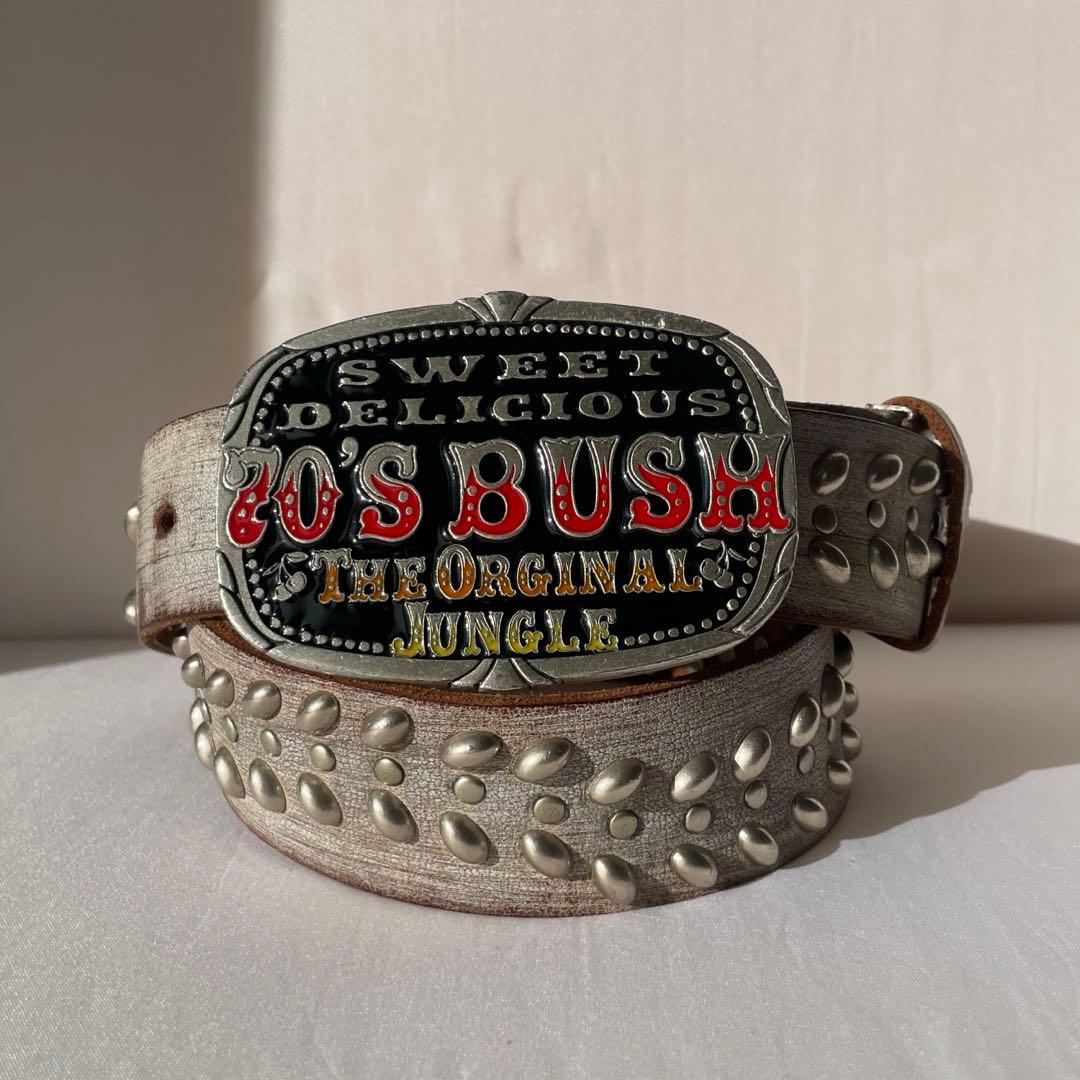 SWEET
DELICIOUS
70'S BUSH
THE ORGINAL
JUNGLE